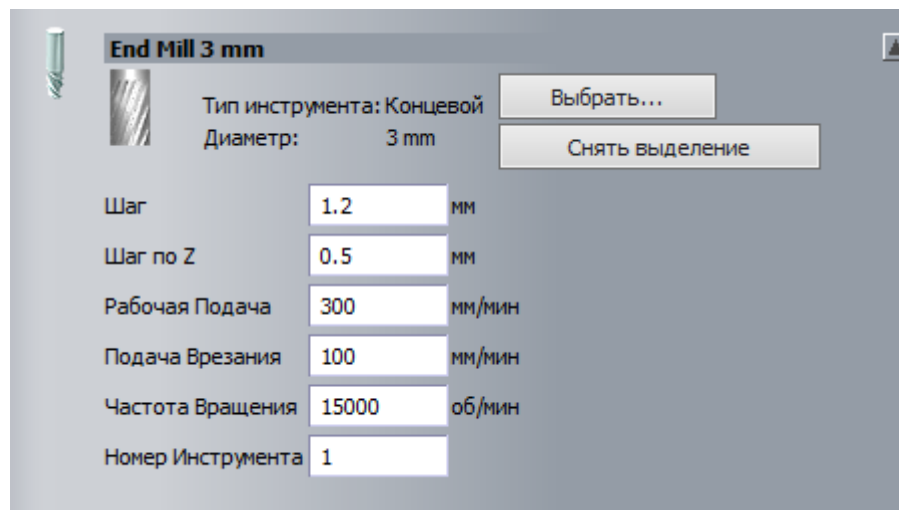 End Mill 3 mm
Тип инструмента: Концевой
Выбрать...
Диаметр: 3 mm
Снять выделение
Шаг 1.2 мм
Шаг по Z 0.5 мм
Рабочая Подача 300 мм/мин
Подача Врезания 100 мм/мин
Частота Вращения 15000 об/мин
Номер Инструмента 1